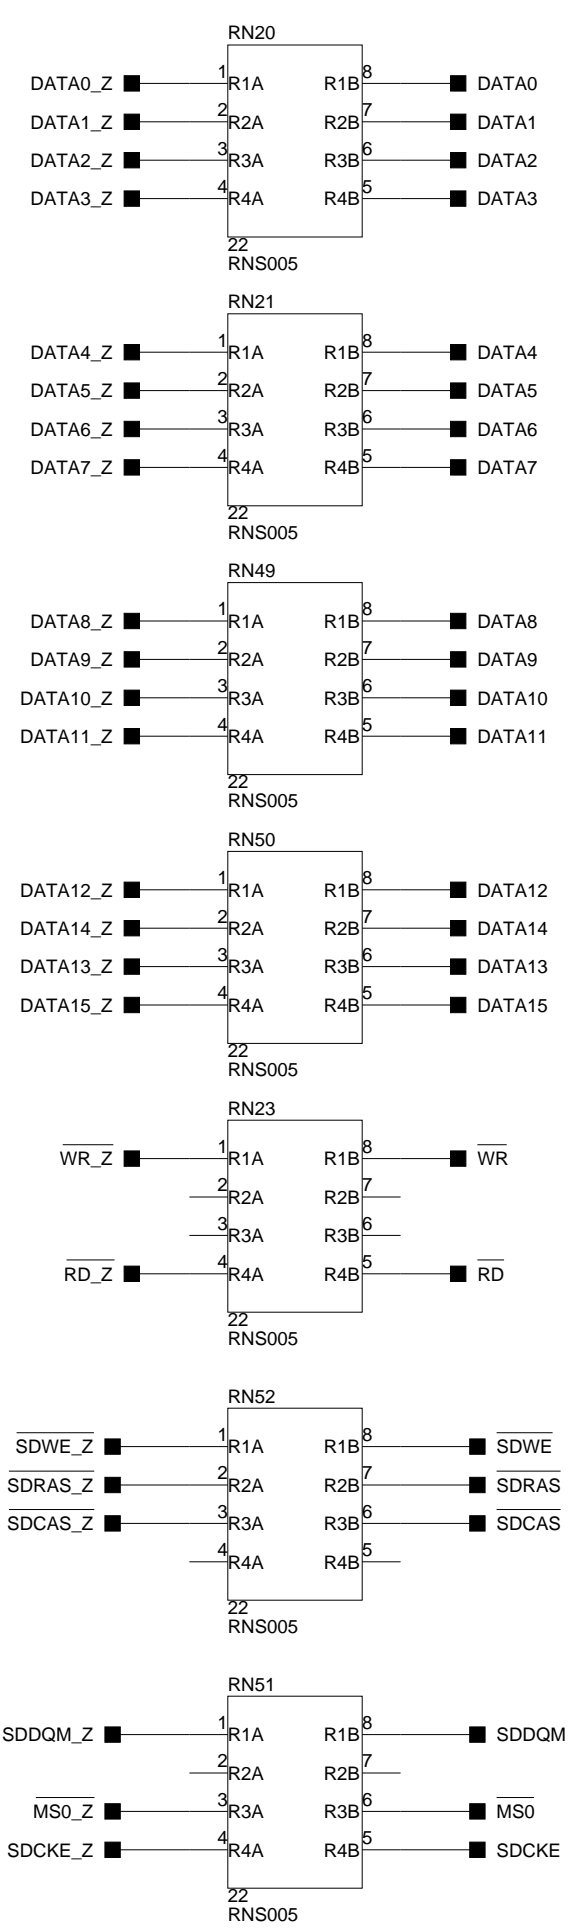 RN20
DATA0_Z 1 R1A R1B 8 DATA0
DATA1_Z 2 R2A R2B 7 DATA1
DATA2_Z 3 R3A R3B 6 DATA2
DATA3_Z 4 R4A R4B 5 DATA3
22
RNS005
RN21
DATA4_Z 1 R1A R1B 8 DATA4
DATA5_Z 2 R2A R2B 7 DATA5
DATA6_Z 3 R3A R3B 6 DATA6
DATA7_Z 4 R4A R4B 5 DATA7
22
RNS005
RN49
DATA8_Z 1 R1A R1B 8 DATA8
DATA9_Z 2 R2A R2B 7 DATA9
DATA10_Z 3 R3A R3B 6 DATA10
DATA11_Z 4 R4A R4B 5 DATA11
22
RNS005
RN50
DATA12_Z 1 R1A R1B 8 DATA12
DATA14_Z 2 R2A R2B 7 DATA14
DATA13_Z 3 R3A R3B 6 DATA13
DATA15_Z 4 R4A R4B 5 DATA15
22
RNS005
RN23
WR_Z 1 R1A R1B 8 WR
2 R2A R2B 7
3 R3A R3B 6
RD_Z 4 R4A R4B 5 RD
22
RNS005
RN52
SDWE_Z 1 R1A R1B 8 SDWE
SDRAS_Z 2 R2A R2B 7 SDRAS
SDCAS_Z 3 R3A R3B 6 SDCAS
4 R4A R4B 5
22
RNS005
RN51
SDDQM_Z 1 R1A R1B 8 SDDQM
2 R2A R2B 7
MS0_Z 3 R3A R3B 6 MS0
SDCKE_Z 4 R4A R4B 5 SDCKE
22
RNS005